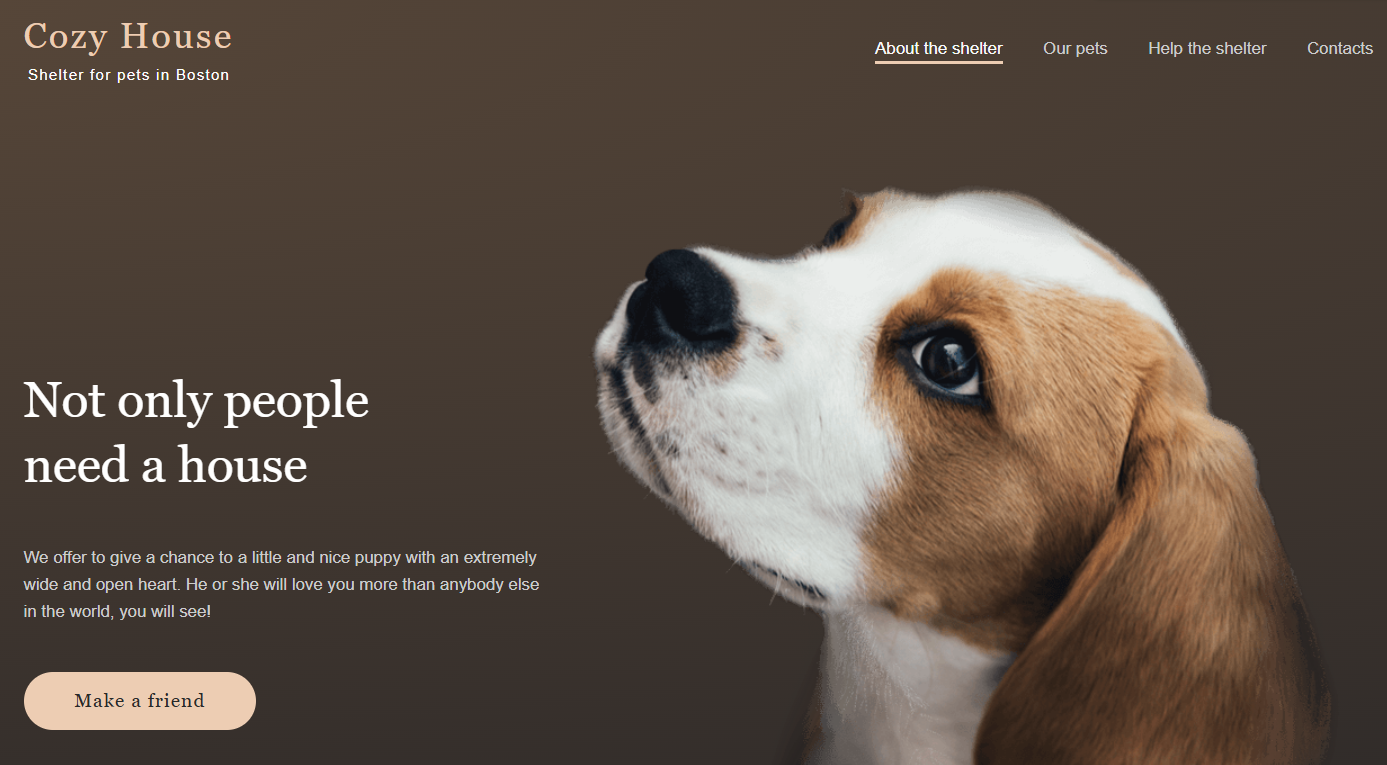 Cozy House
Shelter for pets in Boston
About the shelter
Our pets
Help the shelter
Contacts
Not only people
need a house
We offer to give a chance to a little and nice puppy with an extremely
wide and open heart. He or she will love you more than anybody else
in the world, you will see!
Make a friend